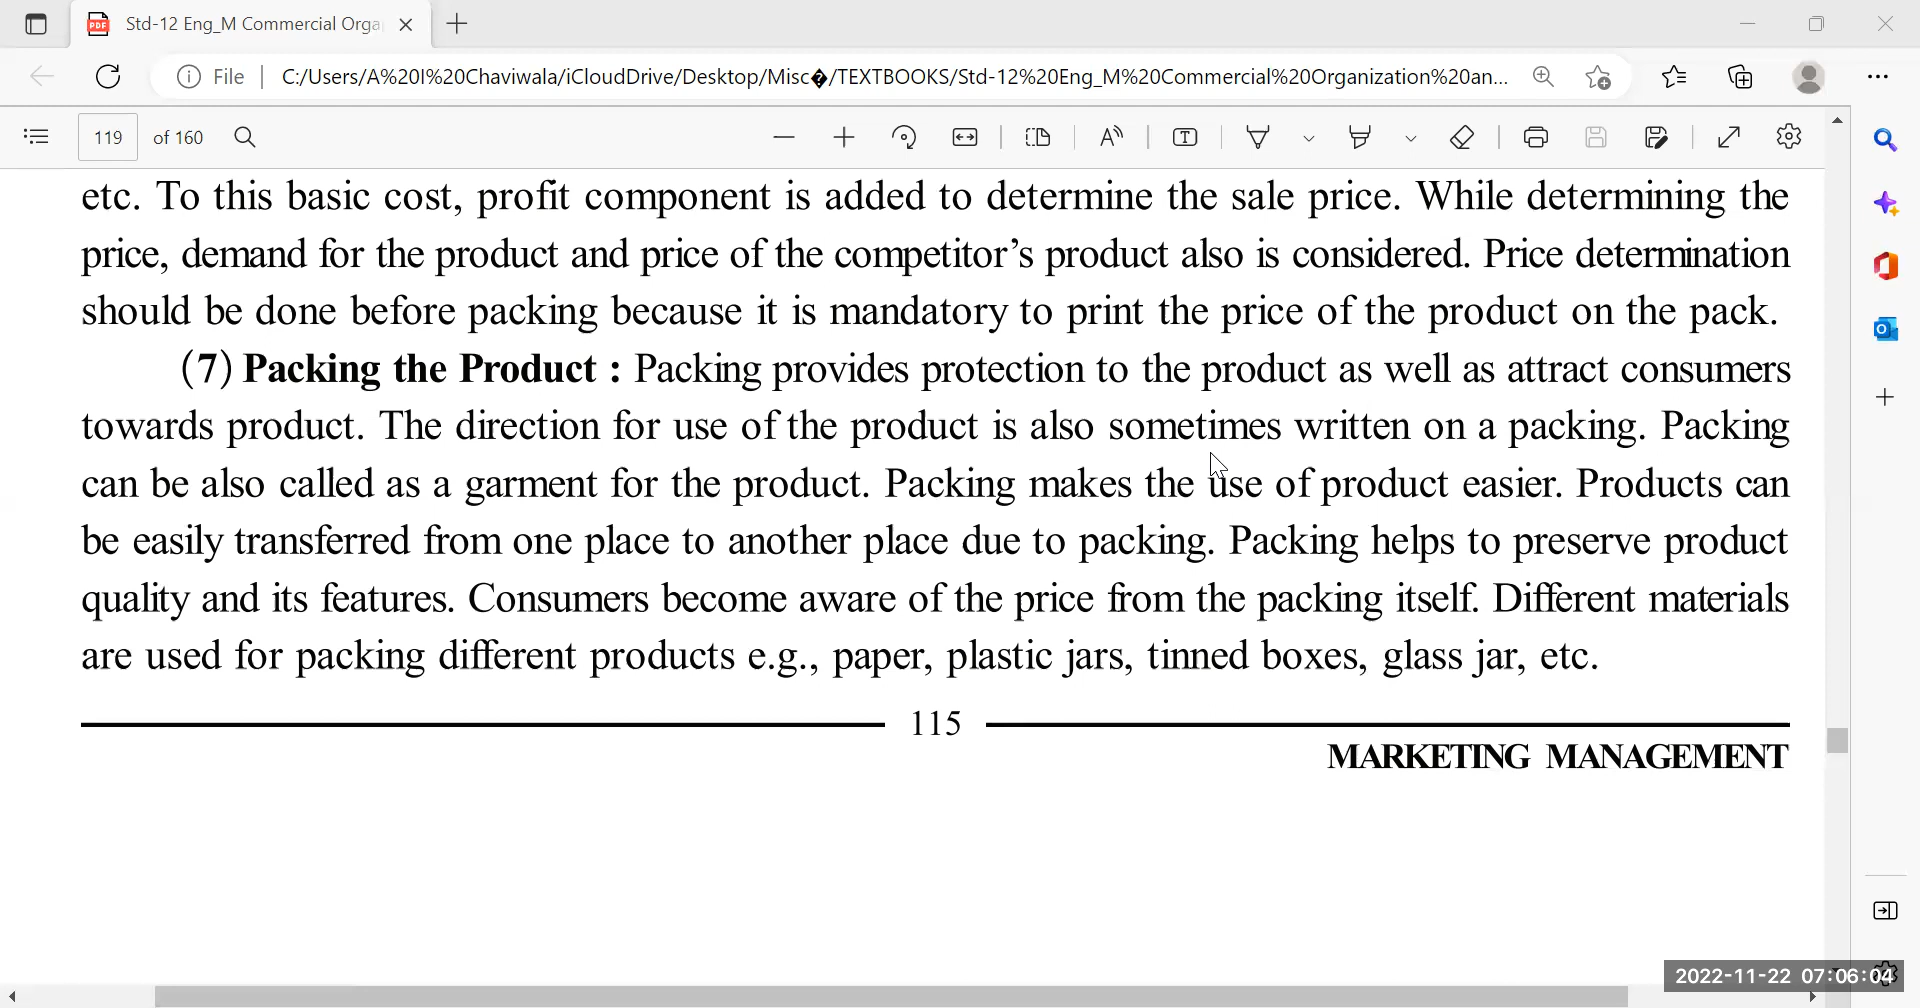 Std-12 Eng_M Commercial Orga
File
C:/Users/A%20I%20Chaviwala/iCloudDrive/Desktop/Misc�/TEXTBOOKS/Std-12%20Eng_M%20Commercial%20Organization%20an...
119 of 160
etc. To this basic cost, profit component is added to determine the sale price. While determining the
price, demand for the product and price of the competitor's product also is considered. Price determination
should be done before packing because it is mandatory to print the price of the product on the pack.
(7) Packing the Product : Packing provides protection to the product as well as attract consumers
towards product. The direction for use of the product is also sometimes written on a packing. Packing
can be also called as a garment for the product. Packing makes the use of product easier. Products can
be easily transferred from one place to another place due to packing. Packing helps to preserve product
quality and its features. Consumers become aware of the price from the packing itself. Different materials
are used for packing different products e.g., paper, plastic jars, tinned boxes, glass jar, etc.
115
MARKETING MANAGEMENT
2022-11-22 07:06:04